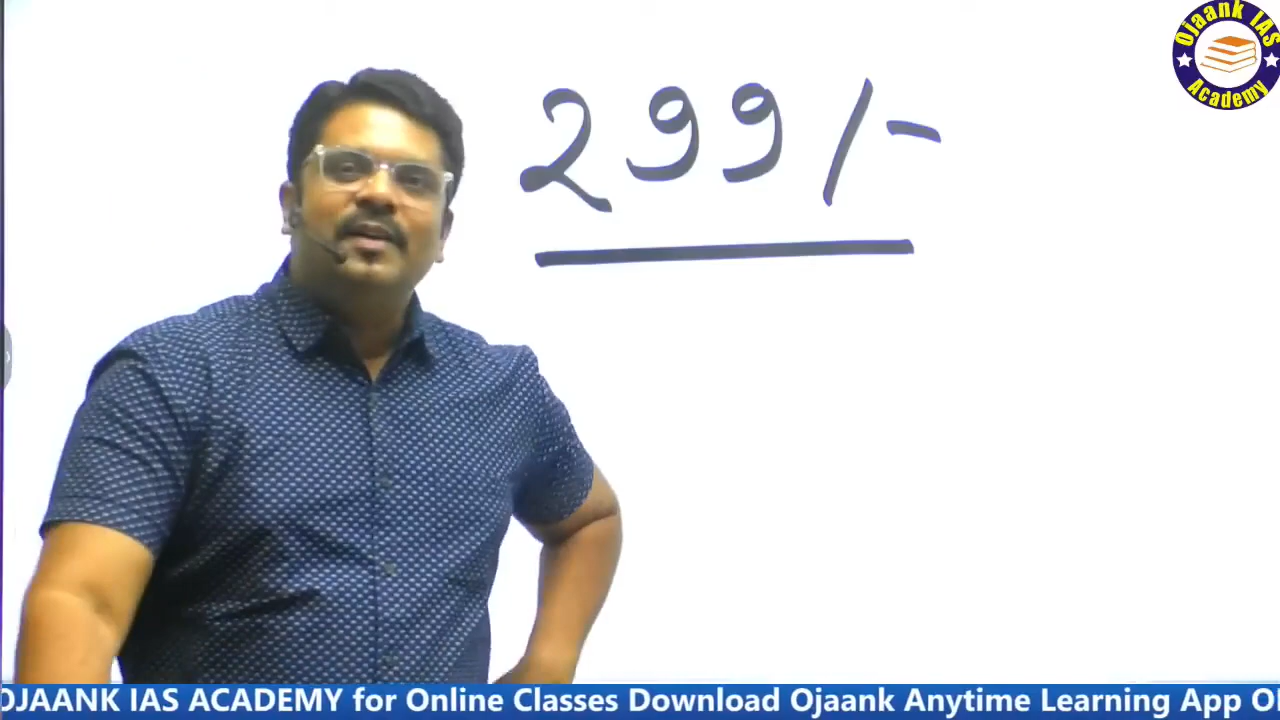 Ojaank IAS
Academy
299/-
OJAANK IAS ACADEMY for Online Classes Download Ojaank Anytime Learning App O